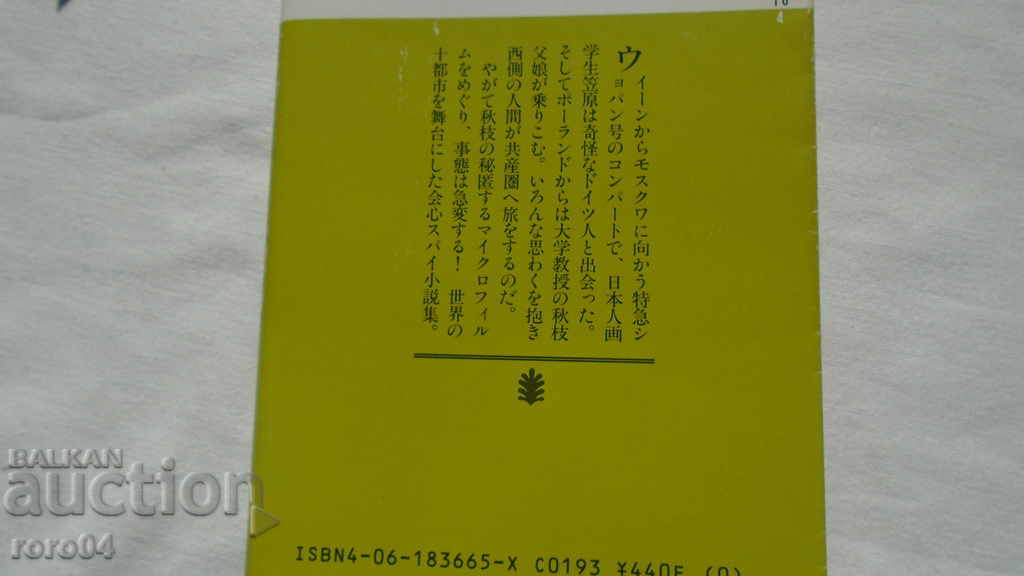 ウィーンからモスクワに向かう特急シ
ョパン号のコンパートで、日本人画
学生笠原は奇怪なドイツ人と出会った。
そしてポーランドからは大学教授の秋枝
父娘が乗りこむ。いろんな思わくを抱き
西側の人間が共産圏へ旅をするのだ。
やがて秋枝の秘匿するマイクロフィル
ムをめぐり、事態は急変する! 世界の
十都市を舞台にした会心スパイ小説集。
ISBN4-06-183665-X C0193 ¥440E (0)
4
BALKAN
auction
roro04